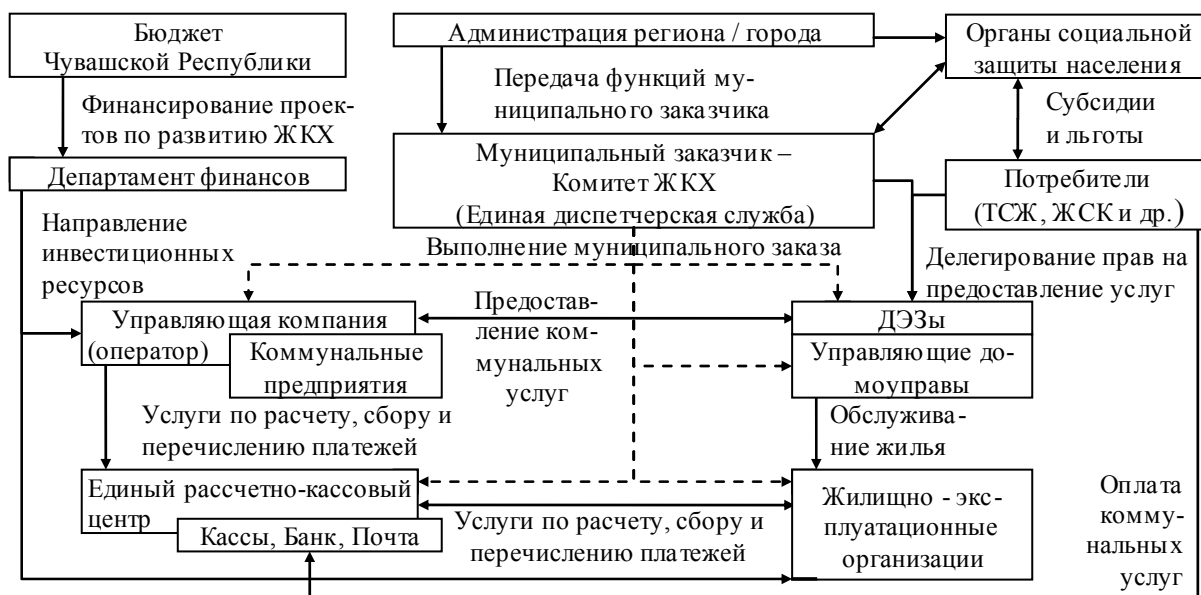 Бюджет
Чувашской Республики
Администрация региона / города
Органы социальной
защиты населения
Финансирование проек-
тов по развитию ЖКХ
Передача функций му-
ниципального заказчика
Субсидии
и льготы
Департамент финансов
Муниципальный заказчик –
Комитет ЖКХ
(Единая диспетчерская служба)
Потребители
(ТСЖ, ЖСК и др.)
Направление
инвестиционных
ресурсов
Выполнение муниципального заказа
Делегирование прав на
предоставление услуг
Управляющая компания
(оператор)
Коммунальные
предприятия
Предостав-
ление ком-
мунальных
услуг
ДЭЗы
Управляющие до-
моуправы
Услуги по расчету, сбору и
перечислению платежей
Обслужива-
ние жилья
Единый рассчетно-кассовый
центр
Кассы, Банк, Почта
Услуги по расчету, сбору и
перечислению платежей
Жилищно - экс-
плуатационные
организации
Оплата
комму-
нальных
услуг